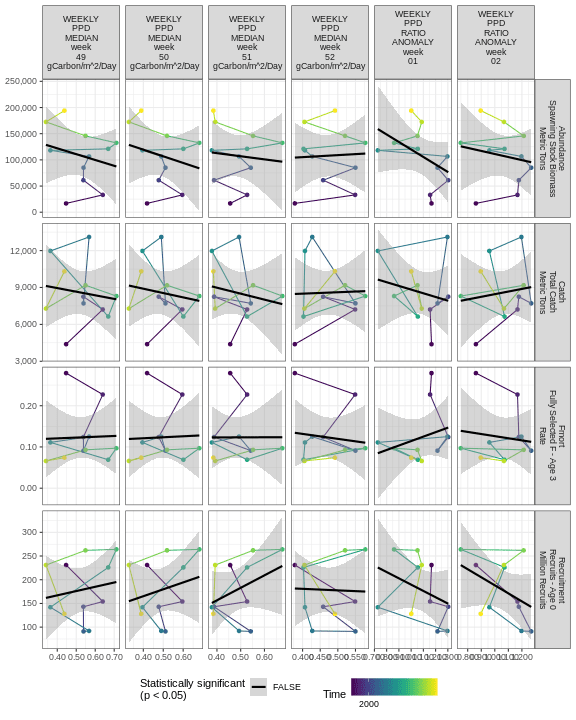 WEEKLY
PPD
MEDIAN
week
49
gCarbon/m^2/Day
WEEKLY
PPD
MEDIAN
week
50
gCarbon/m^2/Day
WEEKLY
PPD
MEDIAN
week
51
gCarbon/m^2/Day
WEEKLY
PPD
MEDIAN
week
52
gCarbon/m^2/Day
WEEKLY
PPD
RATIO
ANOMALY
week
01
WEEKLY
PPD
RATIO
ANOMALY
week
02
250,000
200,000
150,000
100,000
50,000
0
Abundance
Spawning Stock Biomass
Metric Tons
12,000
9,000
6,000
3,000
Catch
Total Catch
Metric Tons
0.20
0.10
0.00
Fmort
Fully Selected F - Age 3
Rate
300
250
200
150
100
Recruitment
Recruits - Age 0
Million Recruits
0.40 0.50 0.60 0.70
0.40 0.50 0.60
0.40 0.50 0.60
Statistically significant
(p < 0.05)
FALSE
Time
2000